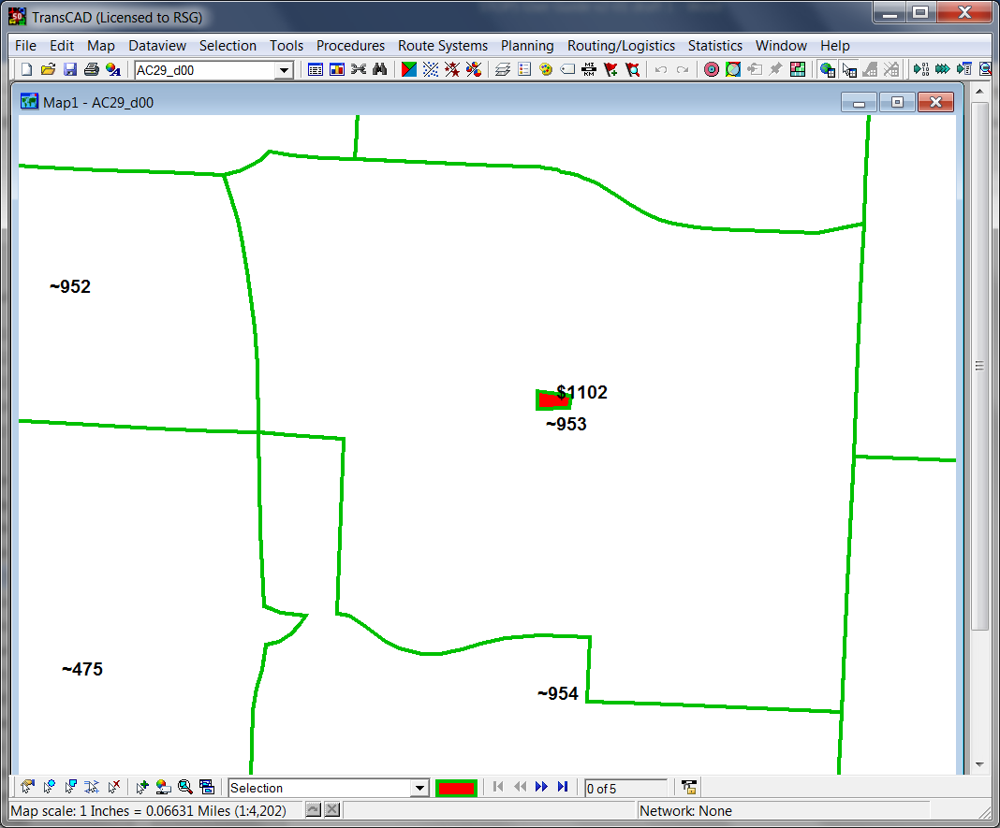 TransCAD (Licensed to RSG)
File Edit Map Dataview Selection Tools Procedures Route Systems Planning Routing/Logistics Statistics Window Help
AC29_d00
Map1 - AC29_d00
~952
$1102
~953
~475
~954
Selection
0 of 5
Map scale: 1 Inches = 0.06631 Miles (1:4,202)
Network: None